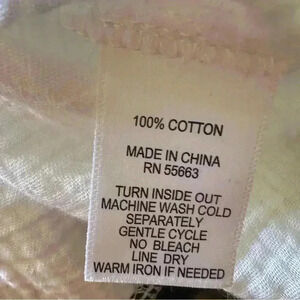 100% COTTON
MADE IN CHINA
RN 55663
TURN INSIDE OUT
MACHINE WASH COLD
SEPARATELY
GENTLE CYCLE
NO BLEACH
LINE DRY
WARM IRON IF NEEDED